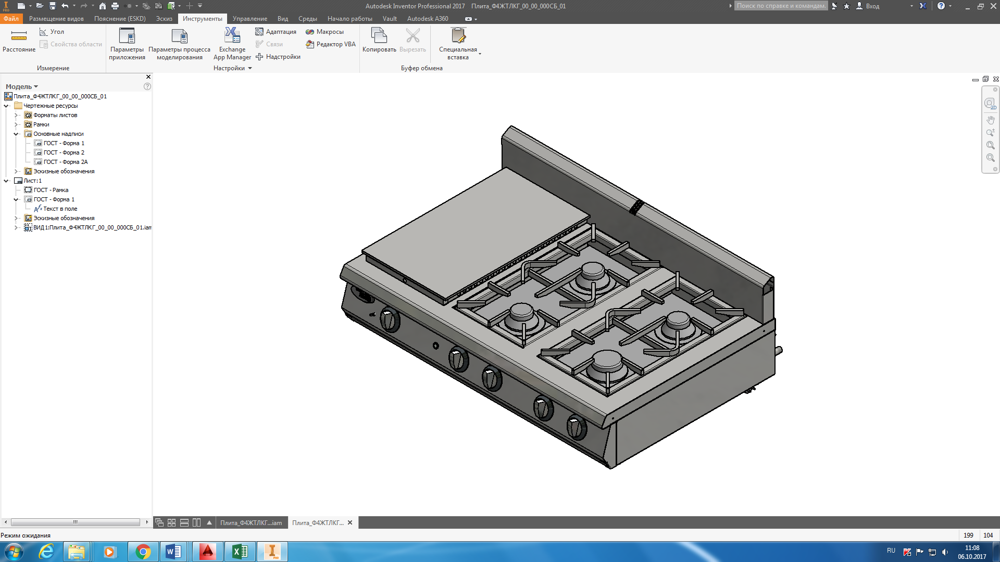 Autodesk Inventor Professional 2017 Плита_Ф4ЖТЛКГ_00_00_000СБ_01
Поиск по справке и командам.
Вход
Файл Размещение видов Пояснение (ESKD) Эскиз Инструменты Управление Вид Среды Начало работы Vault Autodesk A360
Расстояние
Угол
Свойства области
Измерение
Параметры
приложения
Параметры процесса
моделирования
Exchange
App Manager
Адаптация
Связи
Надстройки
Макросы
Редактор VBA
Настройки
Копировать
Вырезать
Специальная
вставка
Буфер обмена
Модель
Плита_Ф4ЖТЛКГ_00_00_000СБ_01
Чертежные ресурсы
Форматы листов
Рамки
Основные надписи
ГОСТ - Форма 1
ГОСТ - Форма 2
ГОСТ - Форма 2А
Эскизные обозначения
Лист:1
ГОСТ - Рамка
ГОСТ - Форма 1
Текст в поле
Эскизные обозначения
ВИД1:Плита_Ф4ЖТЛКГ_00_00_000СБ_01.iam
2D
Плита_Ф4ЖТЛКГ...iam
Плита_Ф4ЖТЛКГ...
Режим ожидания
199 104
RU
11:08
06.10.2017